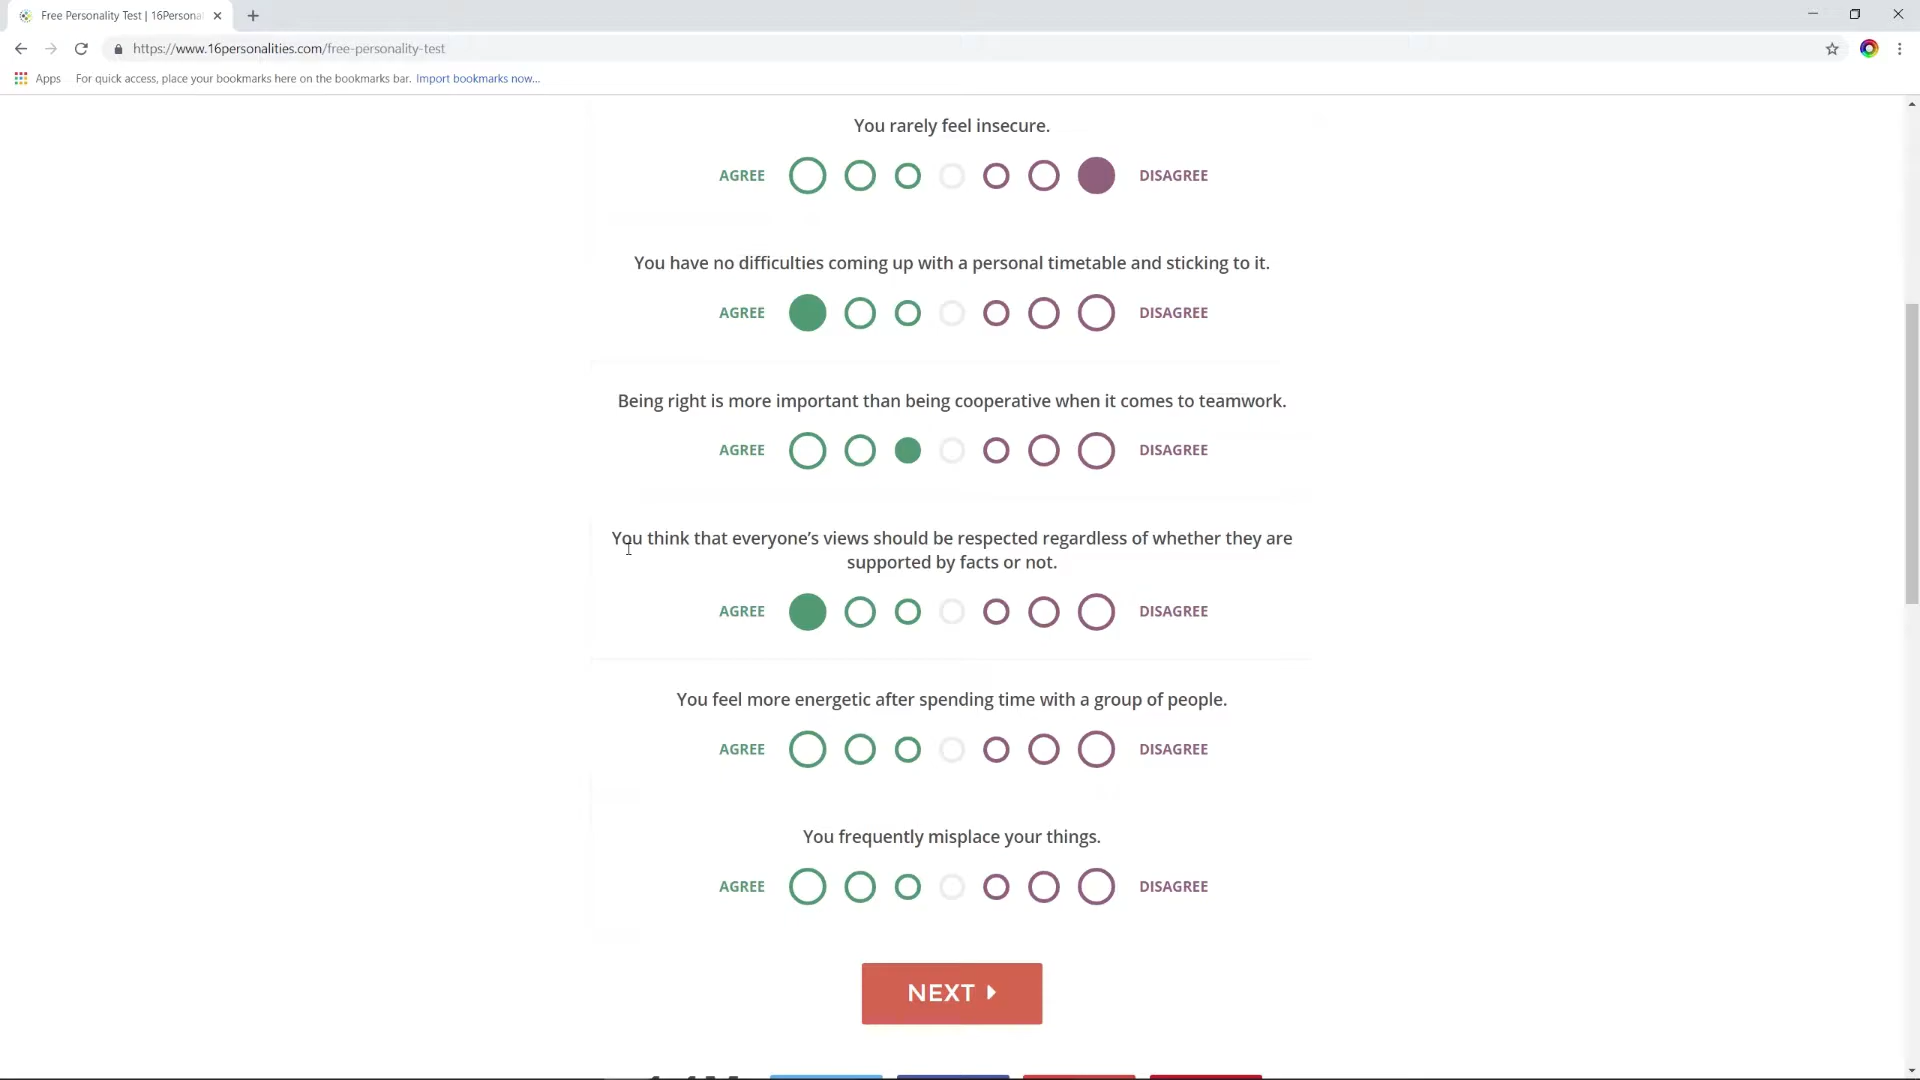 Free Personality Test | 16Persona
https://www.16personalities.com/free-personality-test
Apps For quick access, place your bookmarks here on the bookmarks bar. Import bookmarks now...
You rarely feel insecure.
AGREE DISAGREE
You have no difficulties coming up with a personal timetable and sticking to it.
AGREE DISAGREE
Being right is more important than being cooperative when it comes to teamwork.
AGREE DISAGREE
You think that everyone’s views should be respected regardless of whether they are
supported by facts or not.
AGREE DISAGREE
You feel more energetic after spending time with a group of people.
AGREE DISAGREE
You frequently misplace your things.
AGREE DISAGREE
NEXT